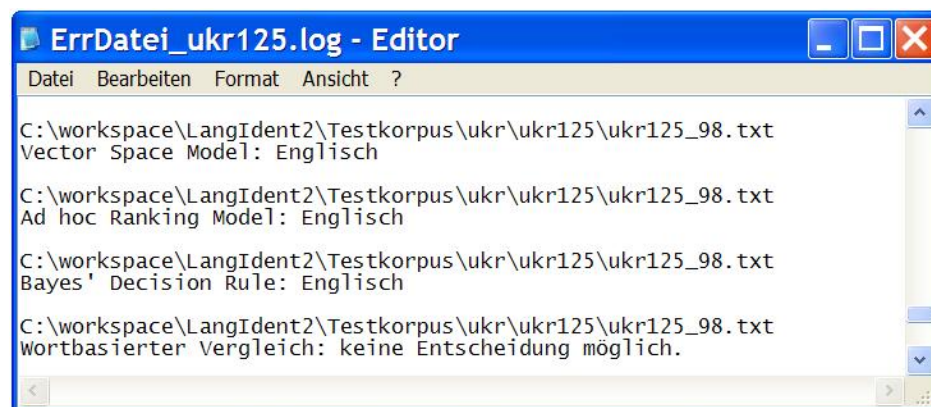 ErrDatei_ukr125.log - Editor
Datei Bearbeiten Format Ansicht ?
C:\workspace\LangIdent2\Testkorpus\ukr\ukr125\ukr125_98.txt
Vector Space Model: Englisch
C:\workspace\LangIdent2\Testkorpus\ukr\ukr125\ukr125_98.txt
Ad hoc Ranking Model: Englisch
C:\workspace\LangIdent2\Testkorpus\ukr\ukr125\ukr125_98.txt
Bayes' Decision Rule: Englisch
C:\workspace\LangIdent2\Testkorpus\ukr\ukr125\ukr125_98.txt
Wortbasierter Vergleich: keine Entscheidung möglich.